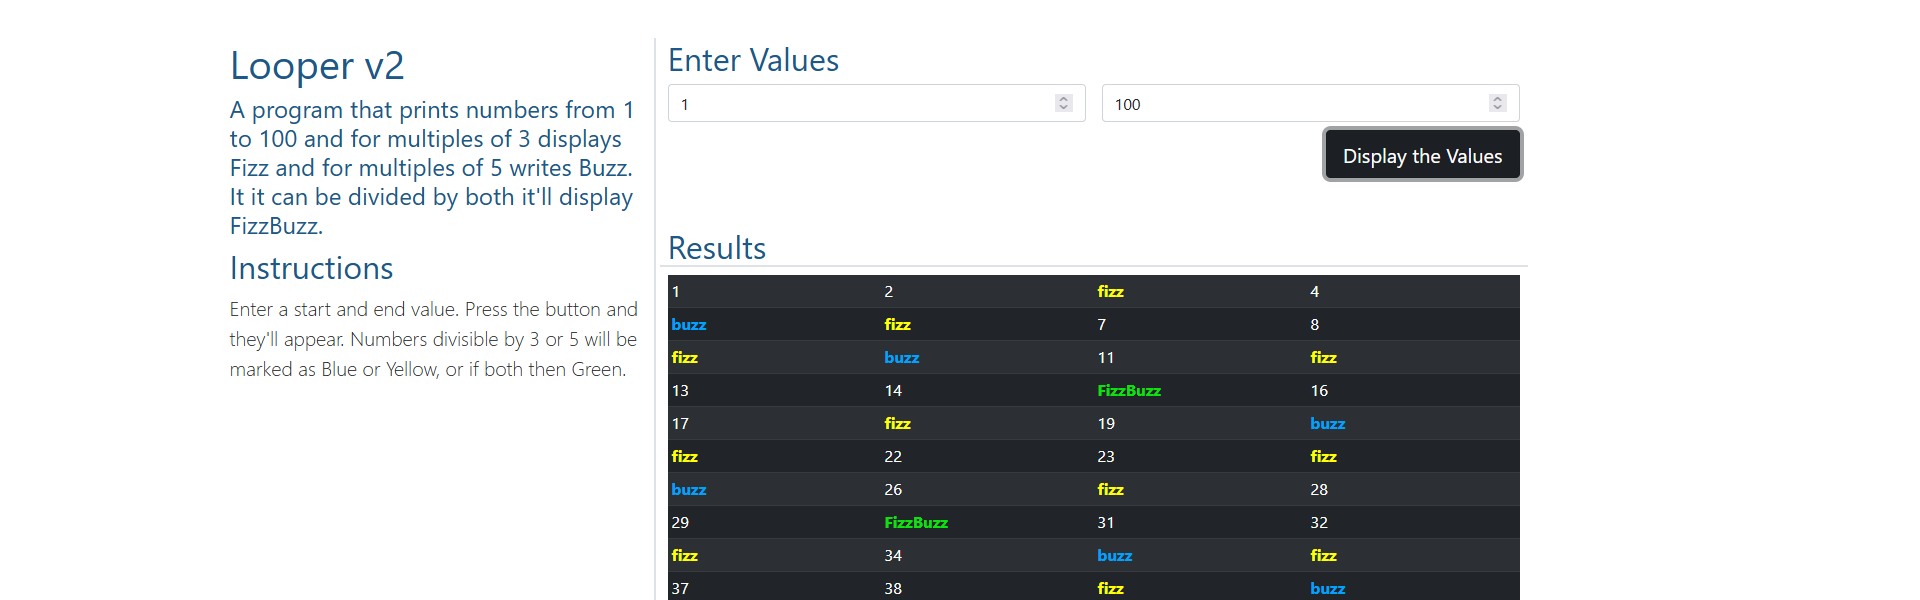 Looper v2
A program that prints numbers from 1
to 100 and for multiples of 3 displays
Fizz and for multiples of 5 writes Buzz.
It it can be divided by both it'll display
FizzBuzz.
Instructions
Enter a start and end value. Press the button and
they'll appear. Numbers divisible by 3 or 5 will be
marked as Blue or Yellow, or if both then Green.
Enter Values
1 100
Display the Values
Results
1 2 fizz 4
buzz fizz 7 8
fizz buzz 11 fizz
13 14 FizzBuzz 16
17 fizz 19 buzz
fizz 22 23 fizz
buzz 26 fizz 28
29 FizzBuzz 31 32
fizz 34 buzz fizz
37 38 fizz buzz